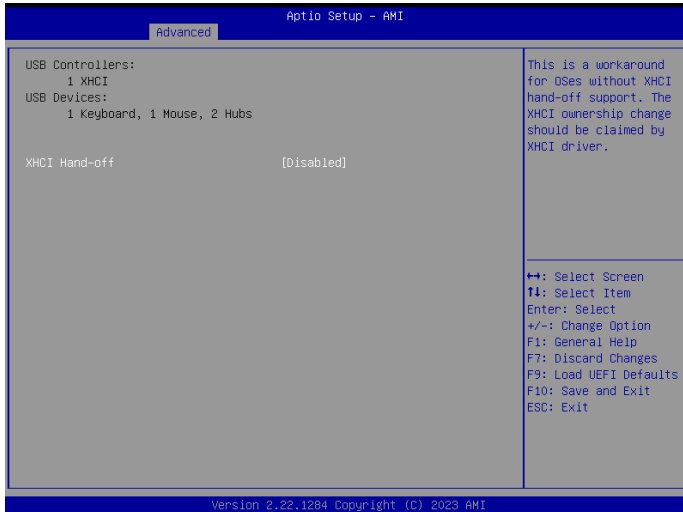 Aptio Setup – AMI
Advanced
USB Controllers:
1 XHCI
USB Devices:
1 Keyboard, 1 Mouse, 2 Hubs
XHCI Hand-off [Disabled]
This is a workaround
for OSes without XHCI
hand-off support. The
XHCI ownership change
should be claimed by
XHCI driver.
↔: Select Screen
↑↓: Select Item
Enter: Select
+/-: Change Option
F1: General Help
F7: Discard Changes
F9: Load UEFI Defaults
F10: Save and Exit
ESC: Exit
Version 2.22.1284 Copyright (C) 2023 AMI